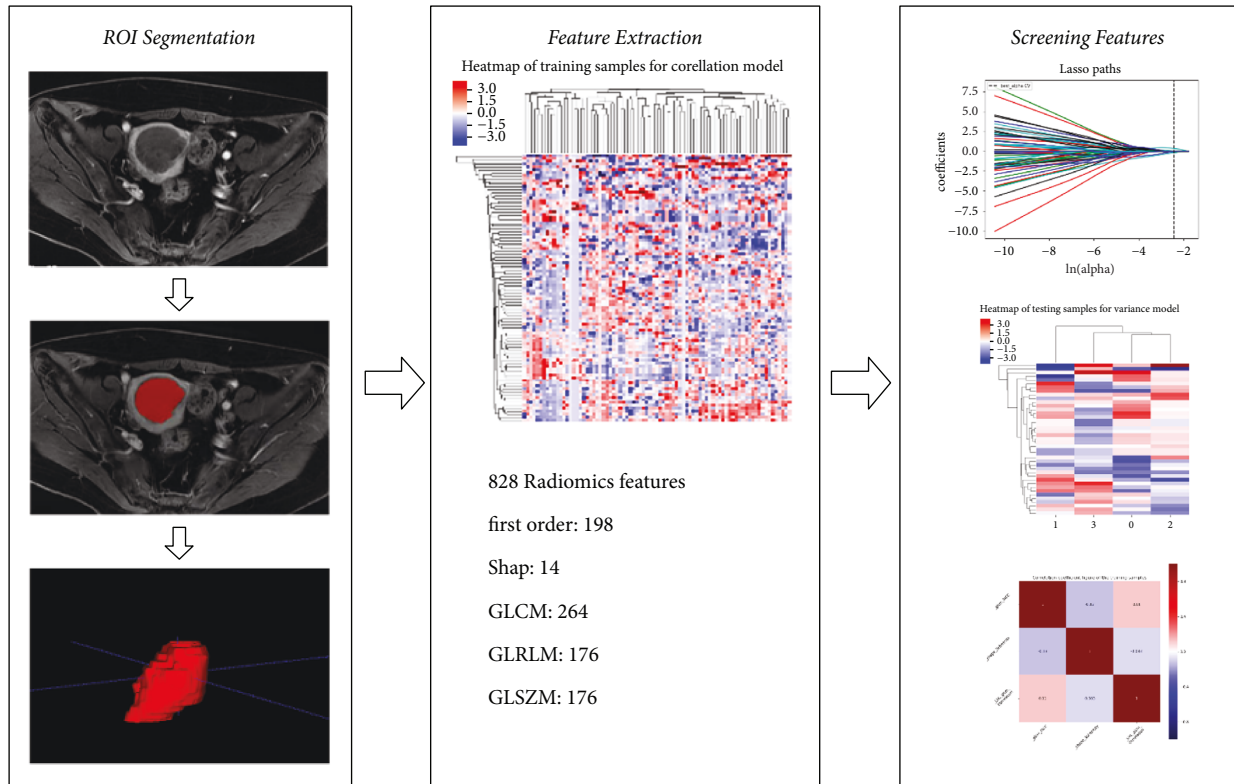 ROI Segmentation
Feature Extraction
Heatmap of training samples for corellation model
3.0
1.5
0.0
−1.5
−3.0
828 Radiomics features
first order: 198
Shap: 14
GLCM: 264
GLRLM: 176
GLSZM: 176
Screening Features
Lasso paths
7.5
5.0
2.5
0.0
−2.5
−5.0
−7.5
−10.0
coefficients
−10
−8
−6
−4
−2
ln(alpha)
Heatmap of testing samples for variance model
3.0
1.5
0.0
−1.5
−3.0
1
3
0
2